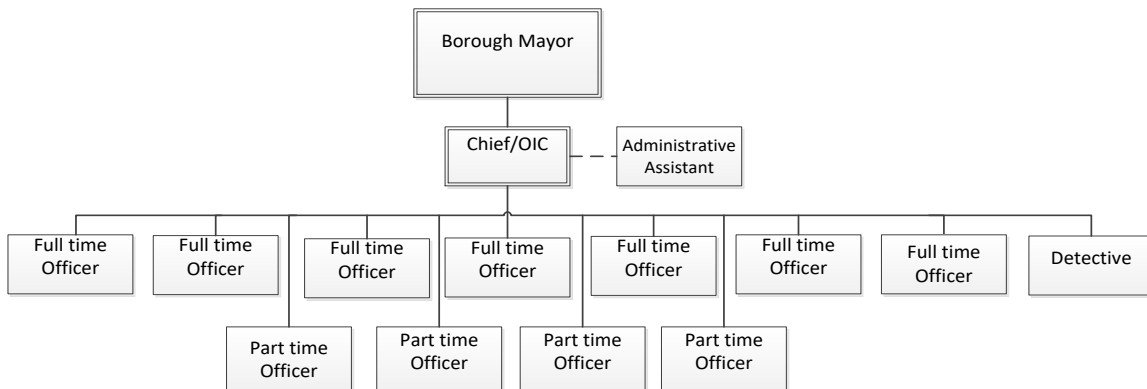 Borough Mayor
Chief/OIC
Administrative
Assistant
Full time
Officer
Full time
Officer
Full time
Officer
Full time
Officer
Full time
Officer
Full time
Officer
Full time
Officer
Detective
Part time
Officer
Part time
Officer
Part time
Officer
Part time
Officer